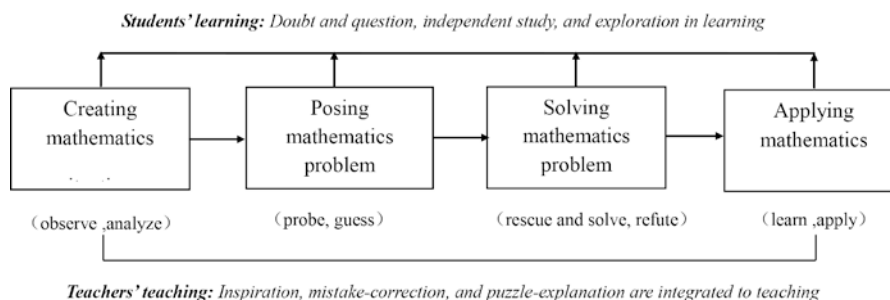 Students' learning: Doubt and question, independent study, and exploration in learning
Creating
mathematics
Posing
mathematics
problem
Solving
mathematics
problem
Applying
mathematics
（observe ,analyze）
（probe, guess）
（rescue and solve, refute）
（learn ,apply）
Teachers' teaching: Inspiration, mistake-correction, and puzzle-explanation are integrated to teaching